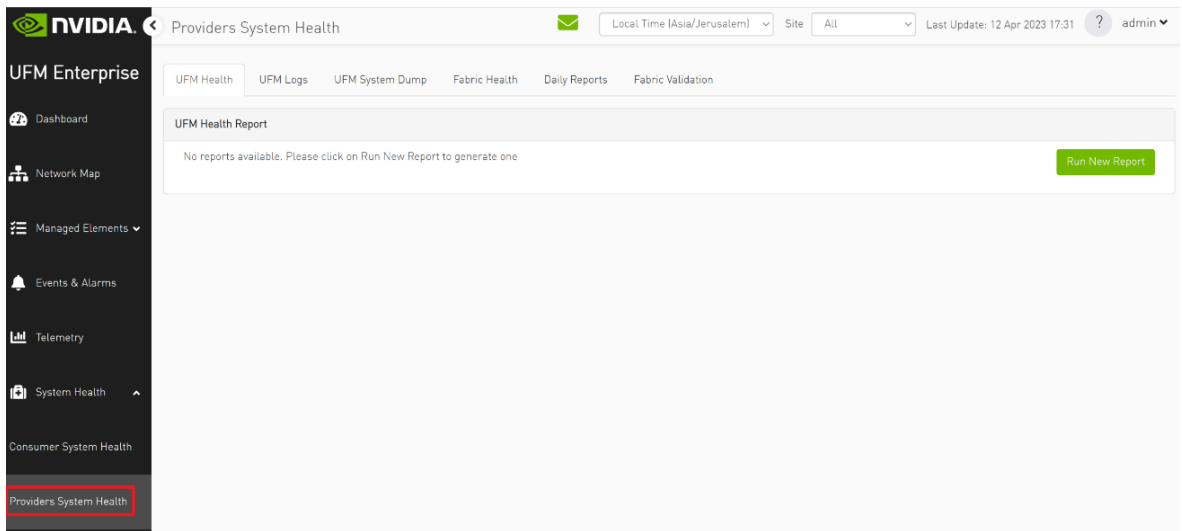 NVIDIA.
Providers System Health
Local Time (Asia/Jerusalem)
Site
All
Last Update: 12 Apr 2023 17:31
?
admin
UFM Enterprise
Dashboard
Network Map
Managed Elements
Events & Alarms
Telemetry
System Health
Consumer System Health
Providers System Health
UFM Health
UFM Logs
UFM System Dump
Fabric Health
Daily Reports
Fabric Validation
UFM Health Report
No reports available. Please click on Run New Report to generate one
Run New Report